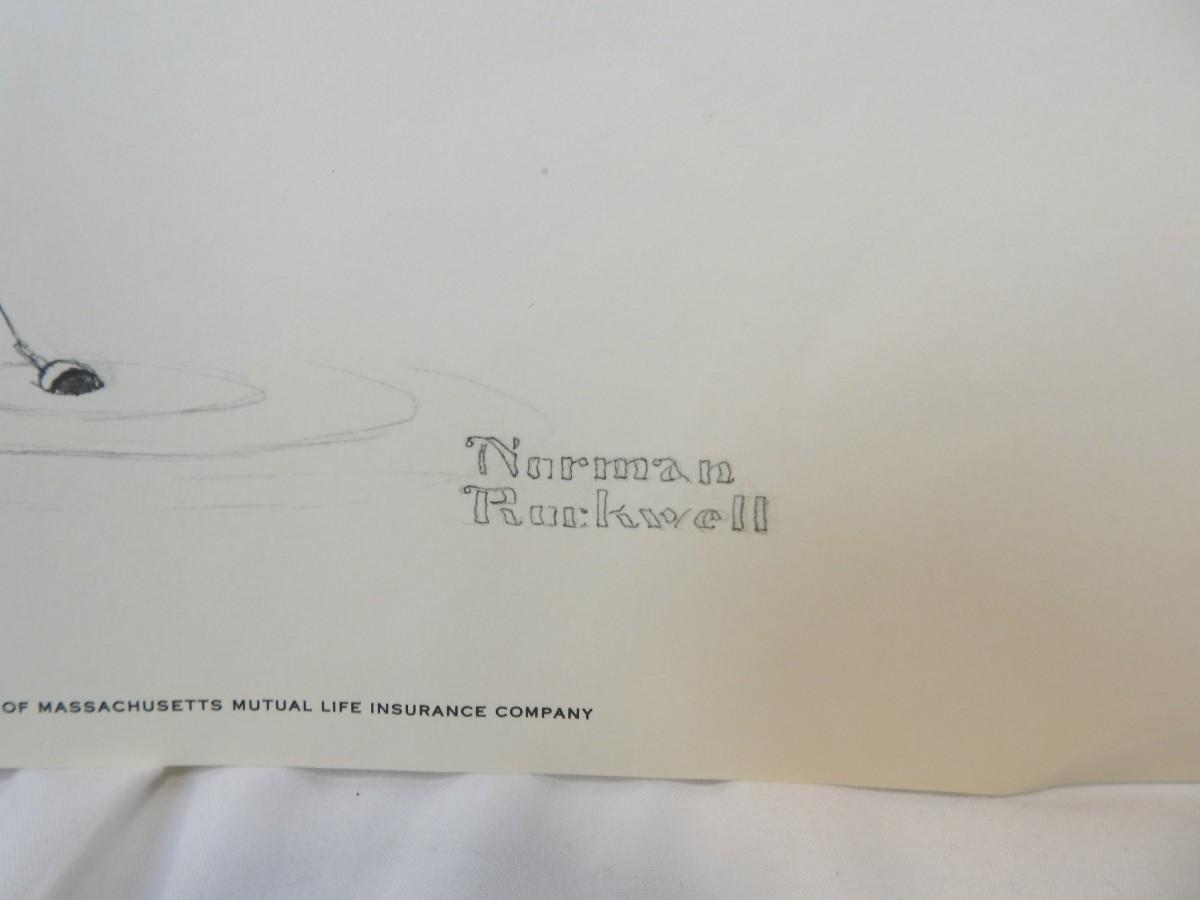 Norman
Rockwell
OF MASSACHUSETTS MUTUAL LIFE INSURANCE COMPANY